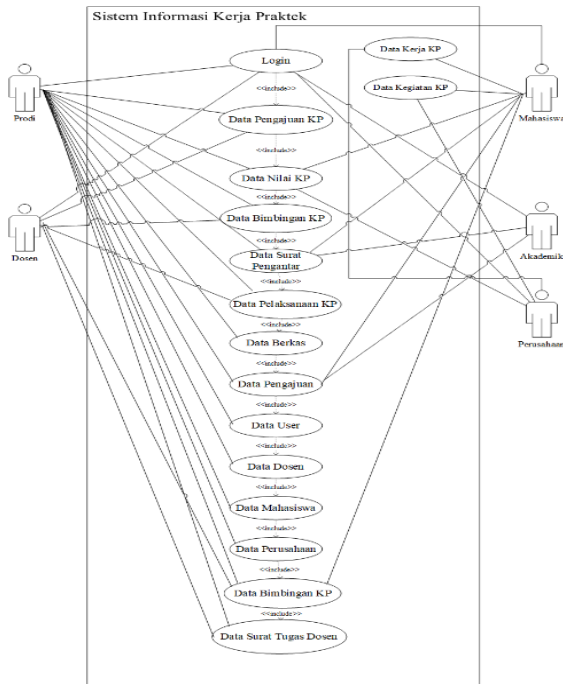 Sistem Informasi Kerja Praktek
Login
Data Kerja KP
Data Kegiatan KP
Prodi
Mahasiswa
<<include>>
Data Pengajuan KP
<<include>>
Data Nilai KP
<<include>>
Data Bimbingan KP
<<include>>
Dosen
Akademik
Data Surat
Pengantar
<<include>>
Data Pelaksanaan KP
Perusahaan
<<include>>
Data Berkas
<<include>>
Data Pengajuan
<<include>>
Data User
<<include>>
Data Dosen
<<include>>
Data Mahasiswa
<<include>>
Data Perusahaan
<<include>>
Data Bimbingan KP
<<include>>
Data Surat Tugas Dosen